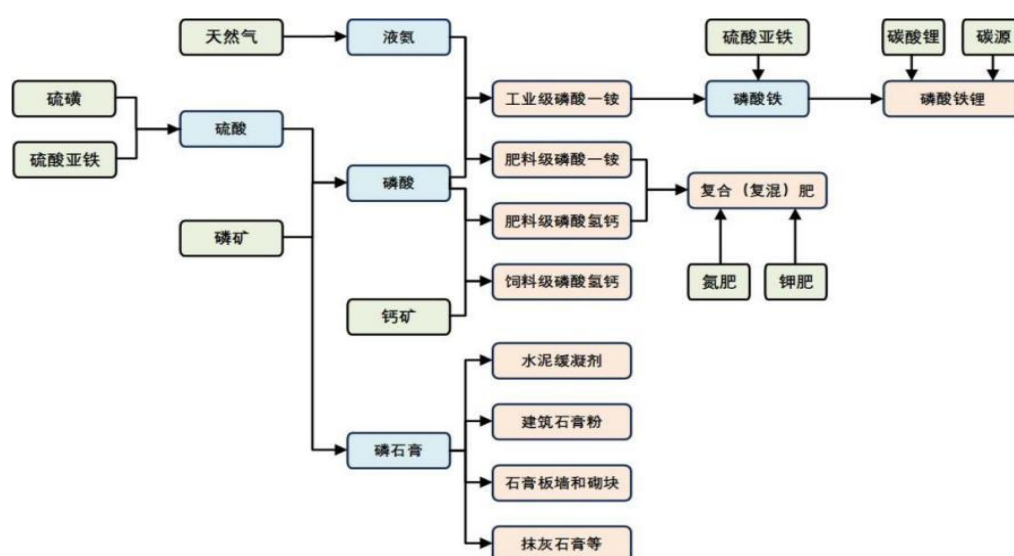 天然气
液氨
硫酸亚铁
碳酸锂
碳源
硫磺
工业级磷酸一铵
磷酸铁
磷酸铁锂
硫酸
硫酸亚铁
肥料级磷酸一铵
磷酸
复合（复混）肥
肥料级磷酸氢钙
磷矿
饲料级磷酸氢钙
氮肥
钾肥
钙矿
水泥缓凝剂
建筑石膏粉
磷石膏
石膏板墙和砌块
抹灰石膏等